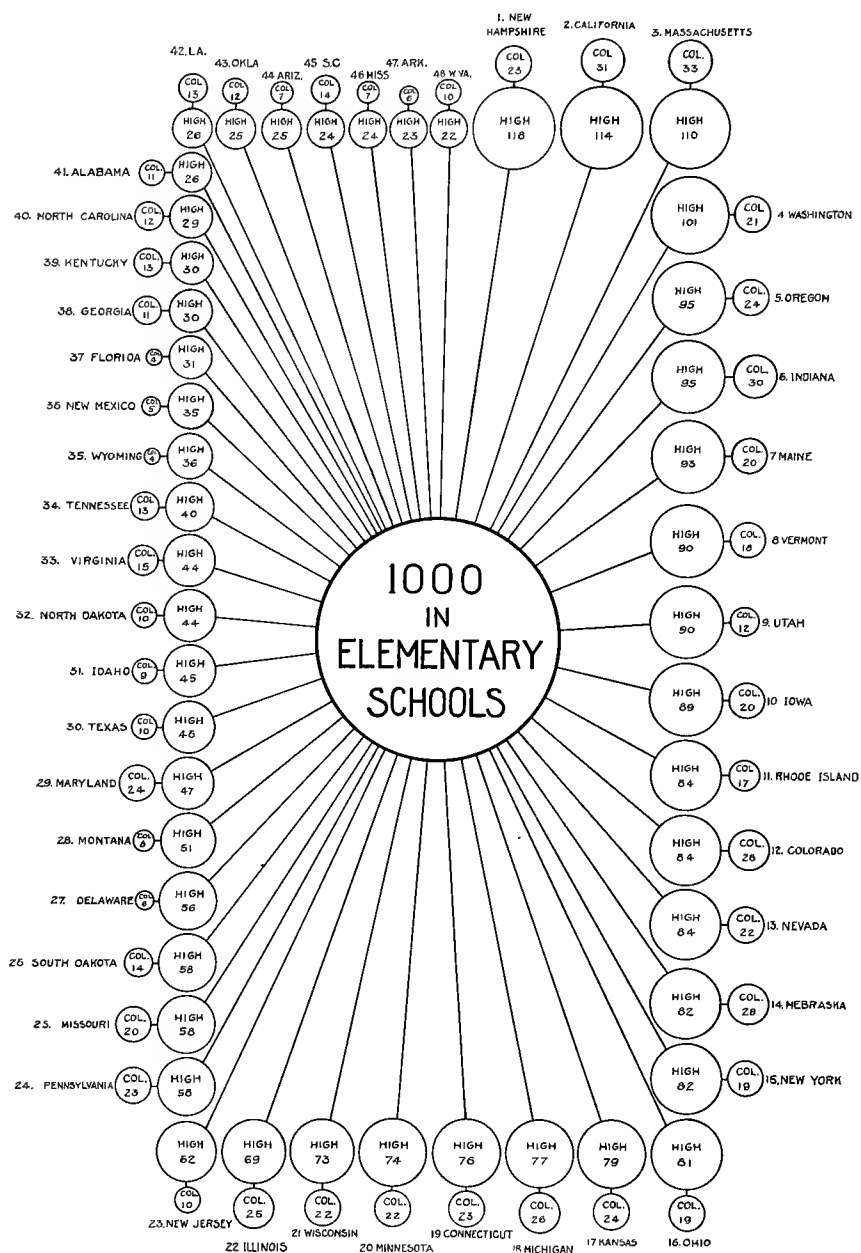 1. NEW
HAMPSHIRE
COL
23
HIGH
118
2. CALIFORNIA
COL
31
HIGH
114
3. MASSACHUSETTS
COL.
33
HIGH
110
4 WASHINGTON
COL
21
HIGH
101
5. OREGON
COL.
24
HIGH
95
6. INDIANA
COL.
30
HIGH
95
7 MAINE
COL.
20
HIGH
93
8 VERMONT
COL.
18
HIGH
90
9. UTAH
COL.
12
HIGH
90
10 IOWA
COL.
20
HIGH
89
11. RHODE ISLAND
COL
17
HIGH
84
12. COLORADO
COL.
26
HIGH
84
13. NEVADA
COL.
22
HIGH
84
14. NEBRASKA
COL.
28
HIGH
82
15, NEW YORK
COL.
19
HIGH
82
16. OHIO
COL.
19
HIGH
81
17 KANSAS
COL.
24
HIGH
79
18 MICHIGAN
COL.
26
HIGH
77
19 CONNECTICUT
COL.
23
HIGH
76
20 MINNESOTA
COL.
22
HIGH
74
21 WISCONSIN
COL.
22
HIGH
73
22 ILLINOIS
COL.
25
HIGH
69
23. NEW JERSEY
COL
10
HIGH
62
24. PENNSYLVANIA
COL.
23
HIGH
58
25. MISSOURI
COL.
20
HIGH
58
26 SOUTH DAKOTA
COL.
14
HIGH
58
27. DELAWARE
COL
HIGH
56
28. MONTANA
COL
8
HIGH
51
29. MARYLAND
COL.
24
HIGH
47
30. TEXAS
COL
10
HIGH
31. IDAHO
COL
9
HIGH
45
32. NORTH DAKOTA
COL
10
HIGH
44
33. VIRGINIA
COL.
15
HIGH
44
34. TENNESSEE
COL
13
HIGH
40
35. WYOMING
COL
4
HIGH
36
36 NEW MEXICO
COL
5
HIGH
35
37 FLORIDA
COL
4
HIGH
31
38. GEORGIA
COL.
11
HIGH
30
39. KENTUCKY
COL.
13
HIGH
30
40. NORTH CAROLINA
COL.
12
HIGH
29
41. ALABAMA
COL.
11
HIGH
26
42. LA.
COL
13
HIGH
26
43. OKLA
COL
12
HIGH
25
44 ARIZ.
COL
7
HIGH
25
45 S.C
COL
14
HIGH
24
46 MISS
COL
7
HIGH
24
47. ARK.
COL
6
HIGH
23
48 W VA.
COL
10
HIGH
22
1000
IN
ELEMENTARY
SCHOOLS